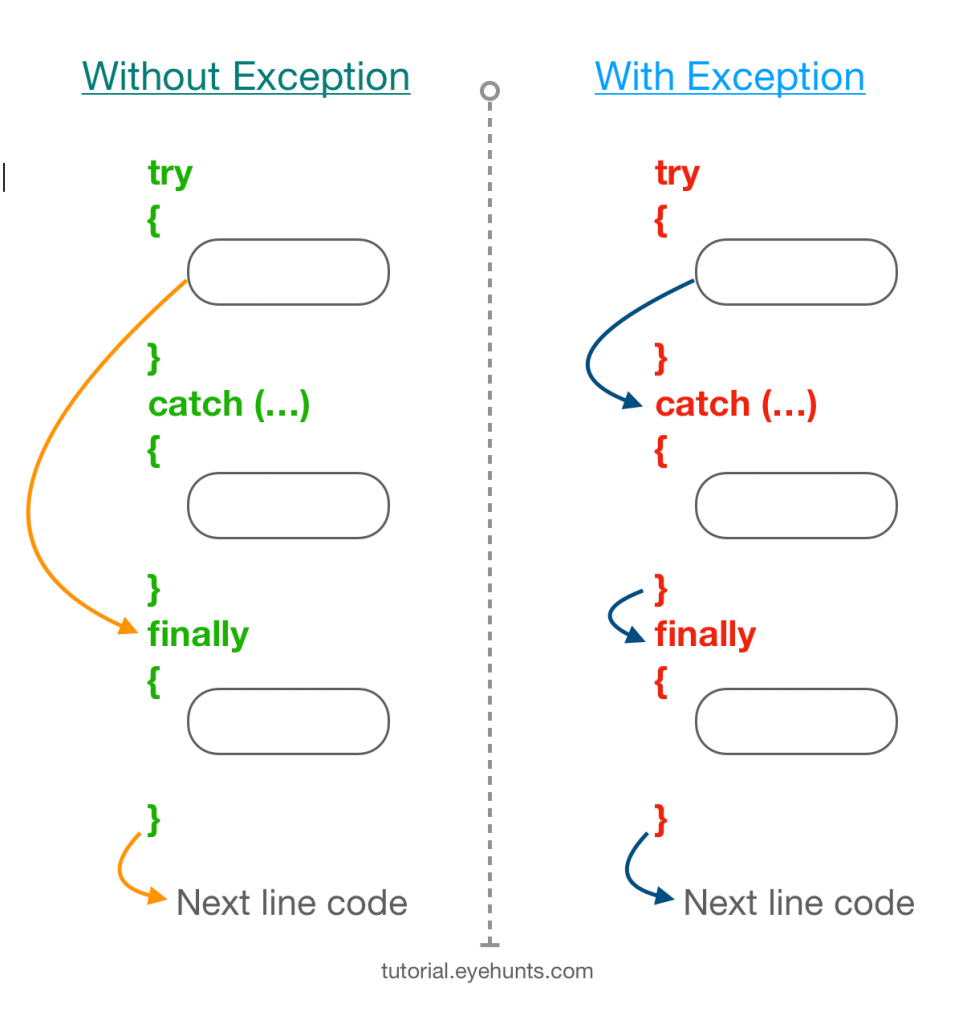 Without Exception
try
{
}
catch (...)
{
}
finally
{
}
Next line code
With Exception
try
{
}
catch (...)
{
}
finally
{
}
Next line code
tutorial.eyehunts.com